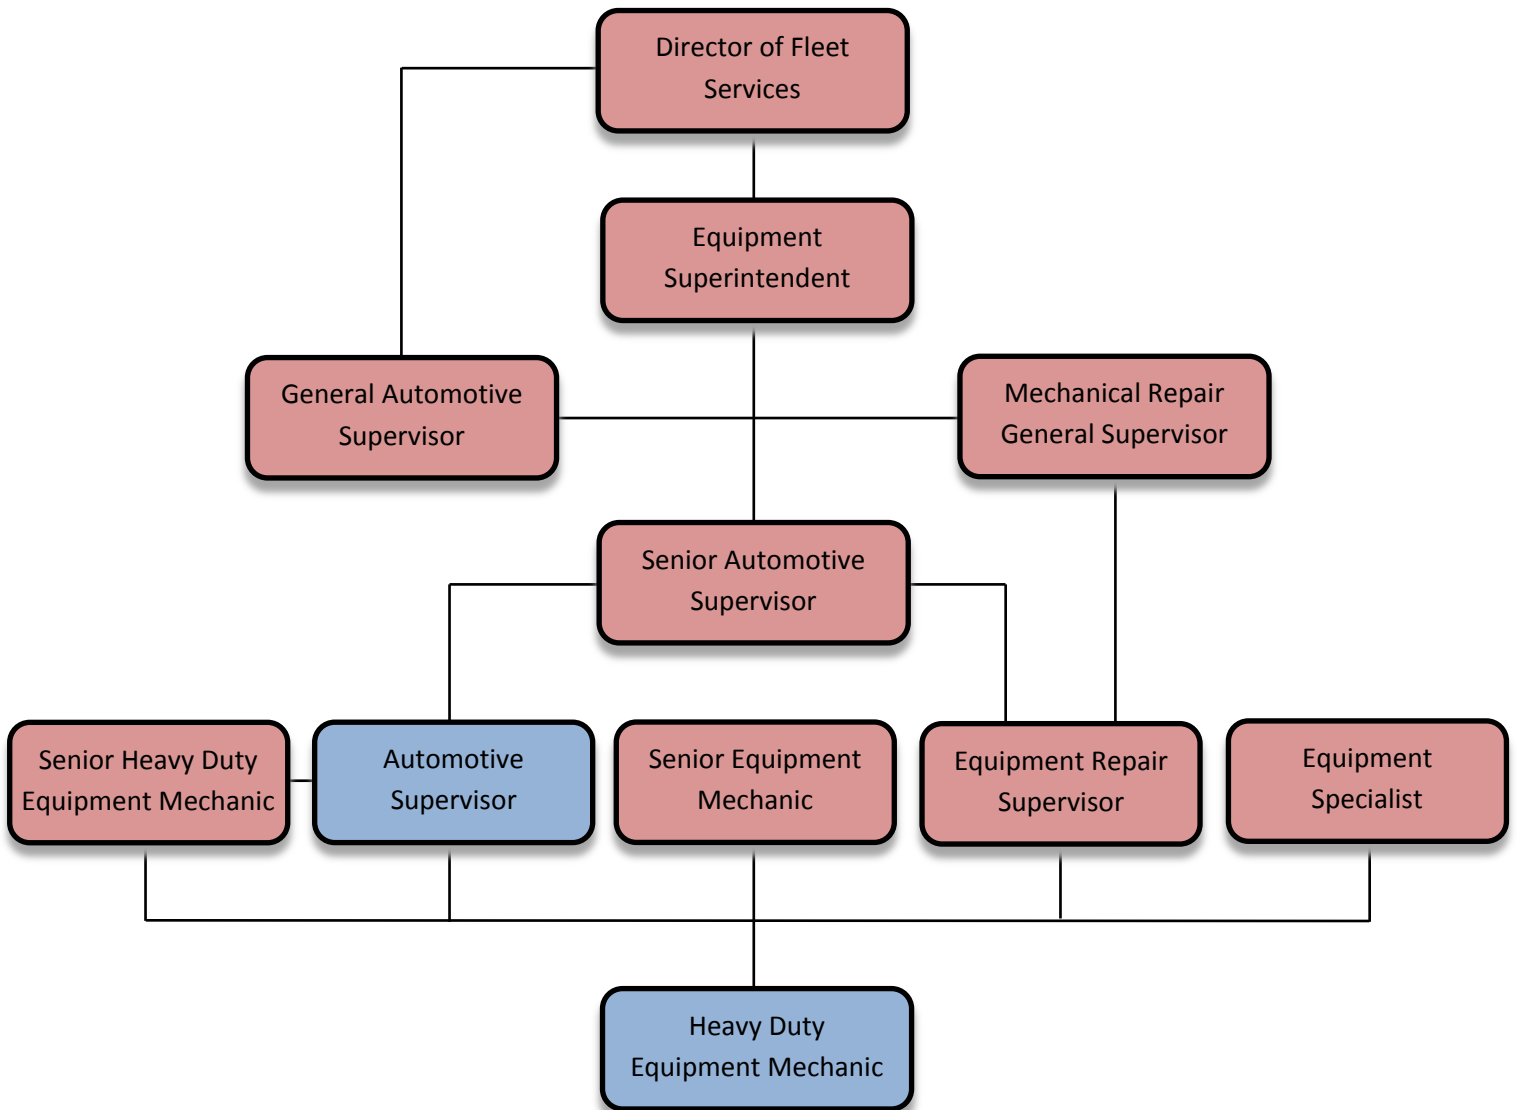 Director of Fleet
Services
Equipment
Superintendent
General Automotive
Supervisor
Mechanical Repair
General Supervisor
Senior Automotive
Supervisor
Senior Heavy Duty
Equipment Mechanic
Automotive
Supervisor
Senior Equipment
Mechanic
Equipment Repair
Supervisor
Equipment
Specialist
Heavy Duty
Equipment Mechanic